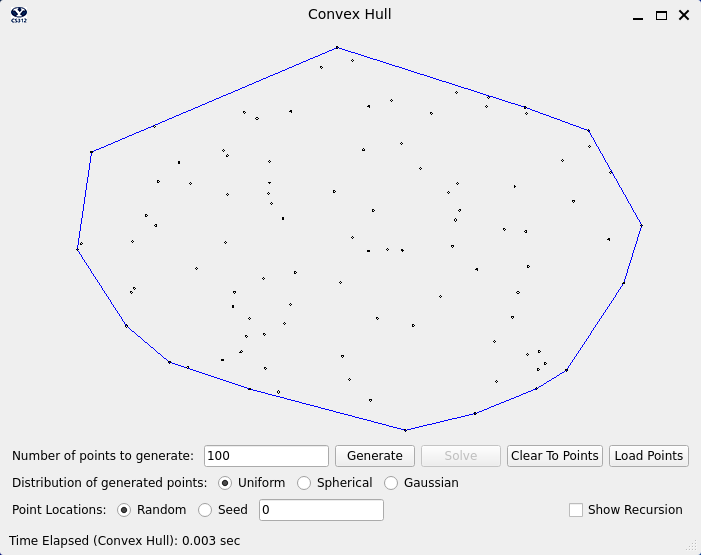 CS312
Convex Hull
Number of points to generate: 100 Generate Solve Clear To Points Load Points
Distribution of generated points: Uniform Spherical Gaussian
Point Locations: Random Seed 0 Show Recursion
Time Elapsed (Convex Hull): 0.003 sec